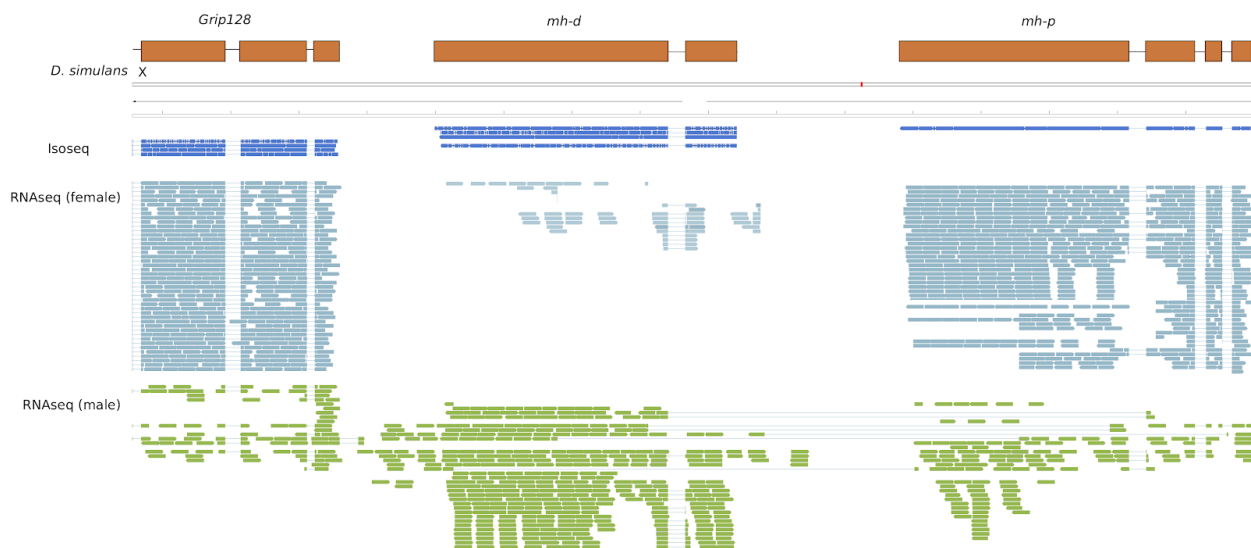 Grip128 mh-d mh-p
D. simulans X
Isoseq
RNAseq (female)
RNAseq (male)